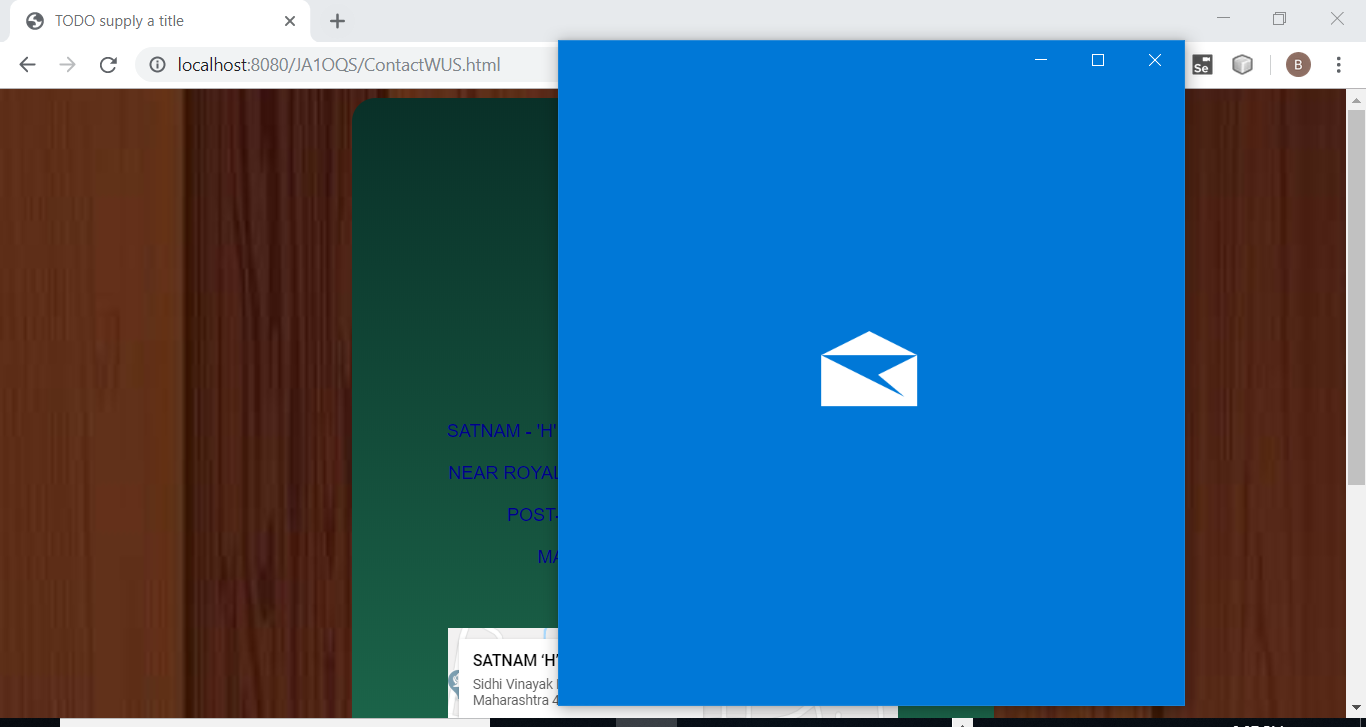 TODO supply a title
localhost:8080/JA1OQS/ContactWUS.html
Se
B
SATNAM - 'H'
NEAR ROYAL
POST-
MA
SATNAM ‘H’
Sidhi Vinayak
Maharashtra 4